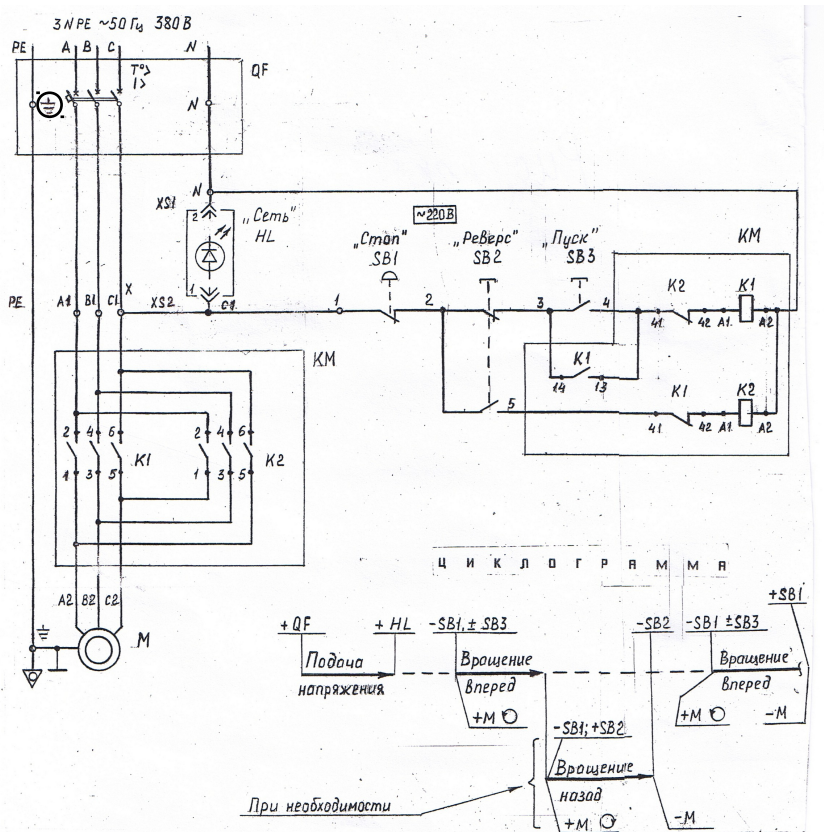 3 N PE ~50 Гц 380 В
PE A B C N
T°>
I>
QF
N
N
XS1
2
„Сеть"
HL
1
~220В
„Стоп"
SB1
„Реверс"
SB2
„Пуск"
SB3
KM
PE A1 B1 C1 X
XS2 C1
1 2 3 4
41 K2 42 A1 K1 A2
14 K1 13
5
41 K1 42 A1 K2 A2
KM
2 4 6 K1
1 3 5
2 4 6 K2
1 3 5
A2 B2 C2
M
ЦИКЛОГРАММА
+QF +HL -SB1, ± SB3 -SB2 -SB1 ±SB3 +SB1
Подача
напряжения
Вращение
вперед
+M
Вращение
вперед
+M
-M
-SB1; +SB2
Вращение
назад
+M
-M
При необходимости